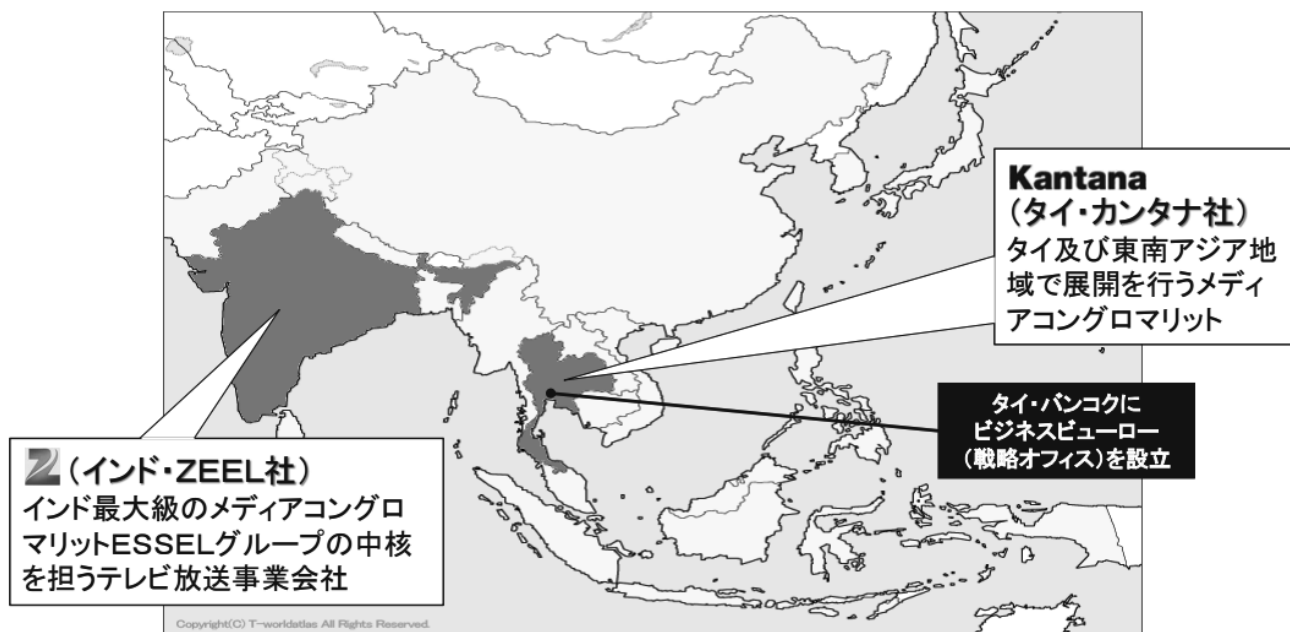 Kantana
(タイ・カンタナ社)
タイ及び東南アジア地
域で展開を行うメディ
アコングロマリット
タイ・バンコクに
ビジネスビューロー
(戦略オフィス)を設立
(インド・ZEEL社)
インド最大級のメディアコングロ
マリットESSELグループの中核
を担うテレビ放送事業会社
Copyright(C) T-worldatlas All Rights Reserved.